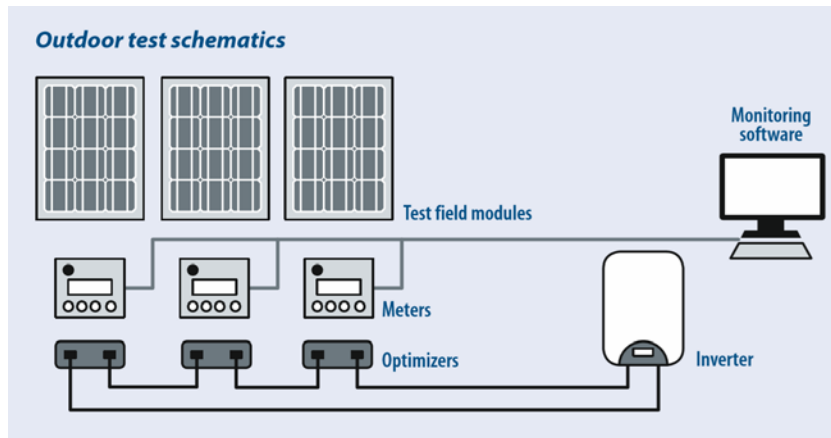 Outdoor test schematics
Monitoring
software
Test field modules
Meters
Optimizers
Inverter